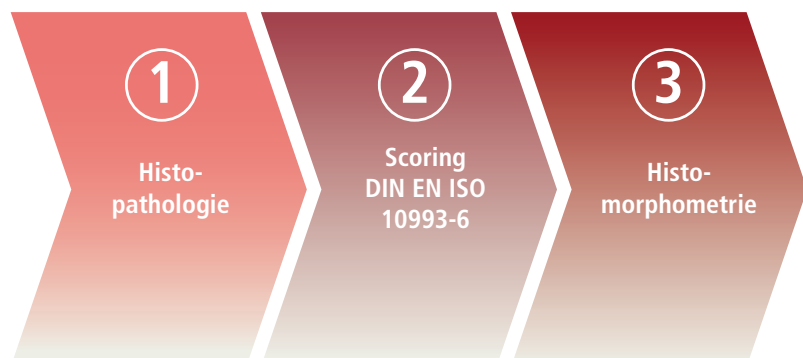 1
Histo-
pathologie
2
Scoring
DIN EN ISO
10993-6
3
Histo-
morphometrie